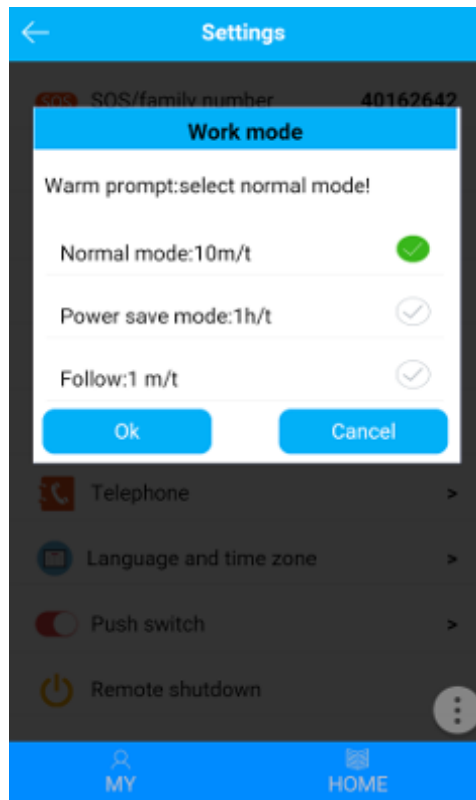 Settings
SOS SOS/family number 40162642
Work mode
Warm prompt:select normal mode!
Normal mode:10m/t
Power save mode:1h/t
Follow:1 m/t
Ok Cancel
Telephone >
Language and time zone >
Push switch >
Remote shutdown
MY HOME